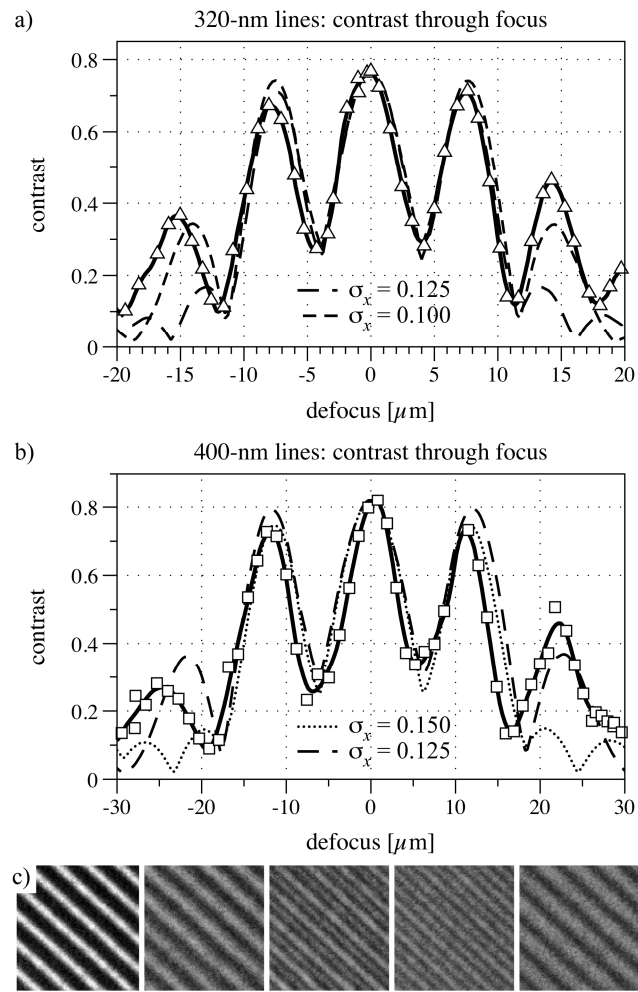 a) 320-nm lines: contrast through focus
0.8
0.6
0.4
0.2
0
contrast
σx = 0.125
σx = 0.100
-20 -15 -10 -5 0 5 10 15 20
defocus [µm]
b) 400-nm lines: contrast through focus
0.8
0.6
0.4
0.2
0
contrast
σx = 0.150
σx = 0.125
-30 -20 -10 0 10 20 30
defocus [µm]
c)